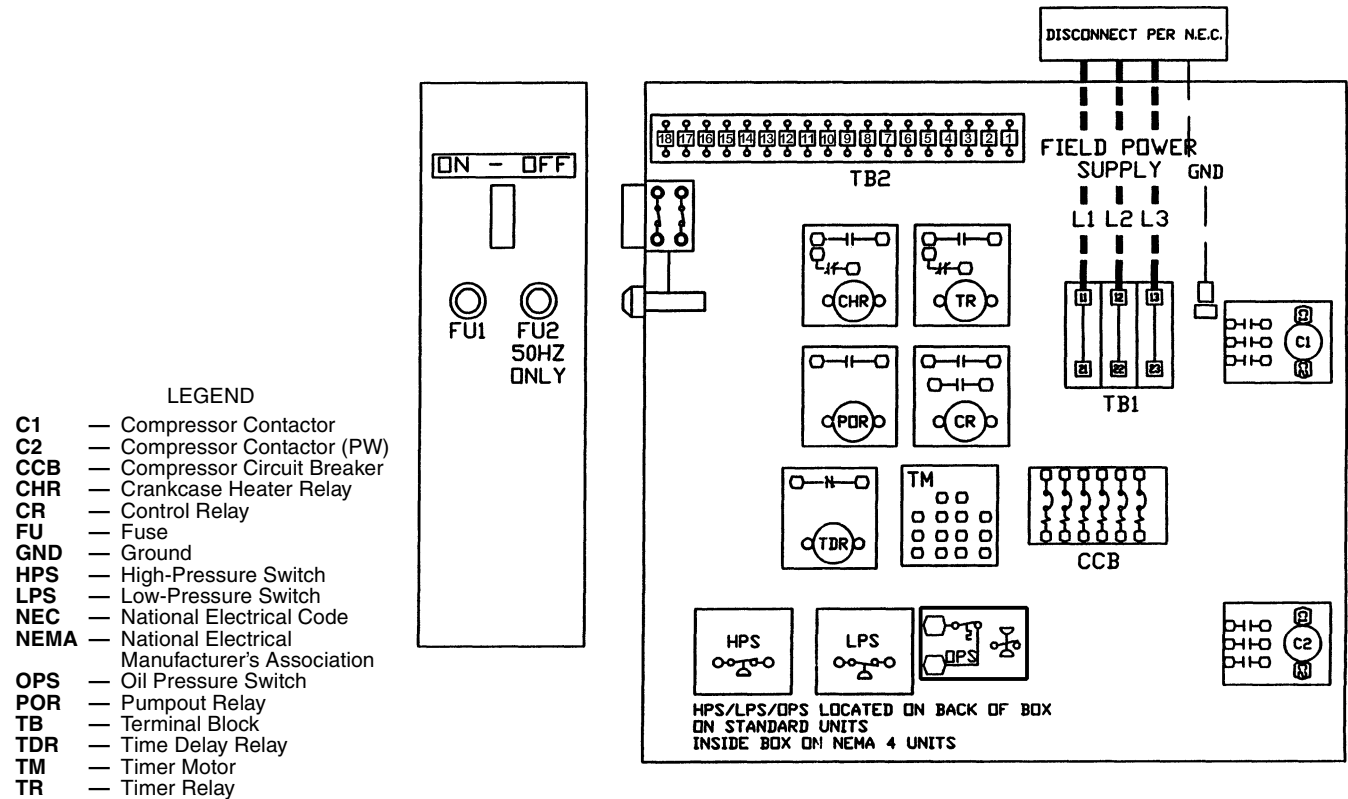 DISCONNECT PER N.E.C.
ON - OFF
FU1
FU2
50HZ
ONLY
18 17 16 15 14 13 12 11 10 9 8 7 6 5 4 3 2 1
TB2
FIELD POWER
SUPPLY
GND
L1 L2 L3
CHR
TR
11 12 13
21 22 23
TB1
C1
POR
CR
TDR
TM
CCB
HPS
LPS
OPS
C2
HPS/LPS/OPS LOCATED ON BACK OF BOX
ON STANDARD UNITS
INSIDE BOX ON NEMA 4 UNITS
LEGEND
C1 — Compressor Contactor
C2 — Compressor Contactor (PW)
CCB — Compressor Circuit Breaker
CHR — Crankcase Heater Relay
CR — Control Relay
FU — Fuse
GND — Ground
HPS — High-Pressure Switch
LPS — Low-Pressure Switch
NEC — National Electrical Code
NEMA — National Electrical
Manufacturer's Association
OPS — Oil Pressure Switch
POR — Pumpout Relay
TB — Terminal Block
TDR — Time Delay Relay
TM — Timer Motor
TR — Timer Relay